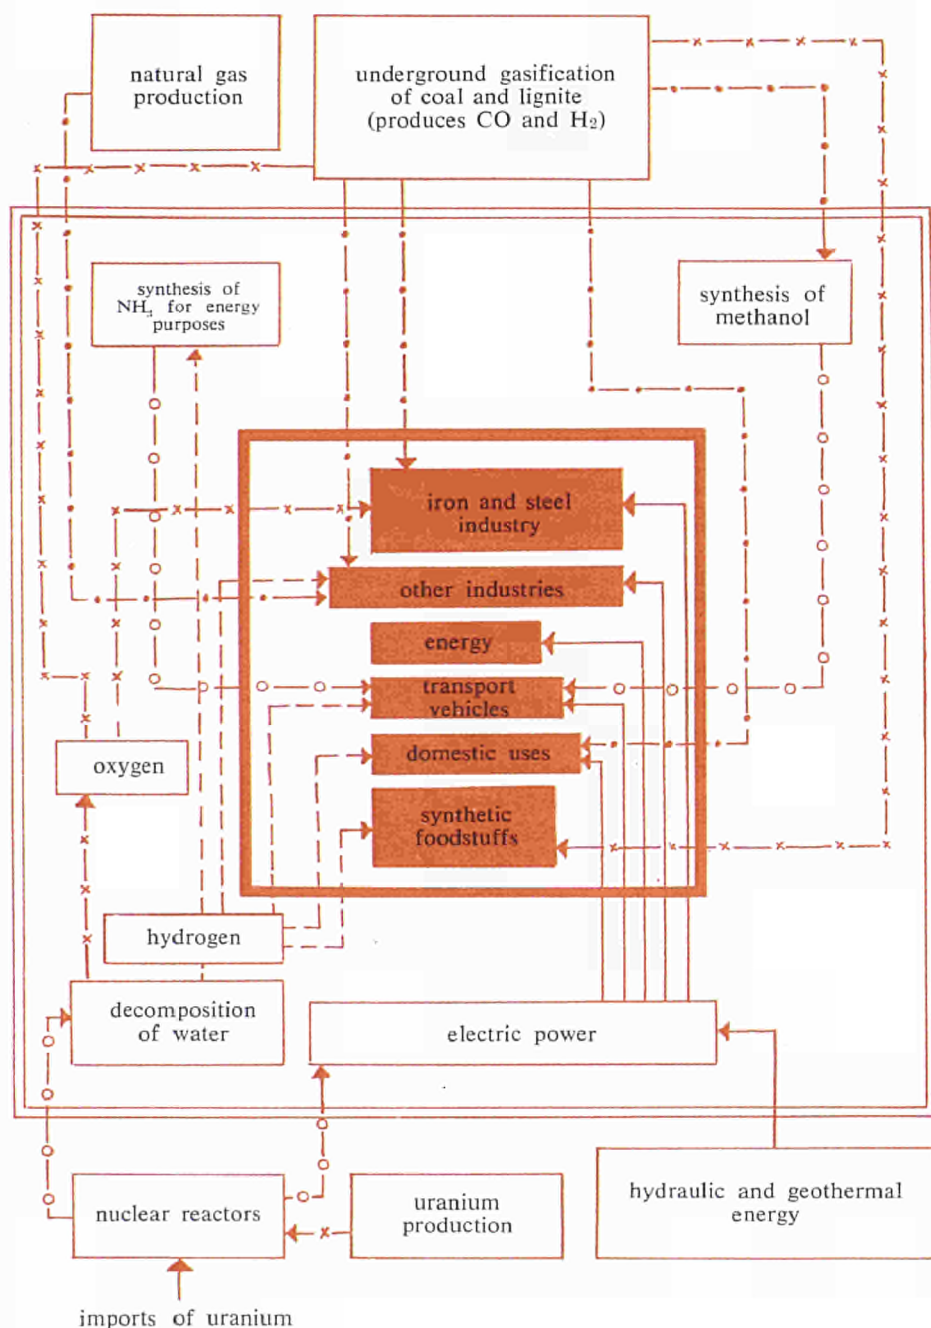 natural gas
production
underground gasification
of coal and lignite
(produces CO and H₂)
synthesis of
NH₃ for energy
purposes
synthesis of
methanol
iron and steel
industry
other industries
energy
transport
vehicles
domestic uses
synthetic
foodstuffs
oxygen
hydrogen
decomposition
of water
electric power
nuclear reactors
uranium
production
hydraulic and geothermal
energy
imports of uranium